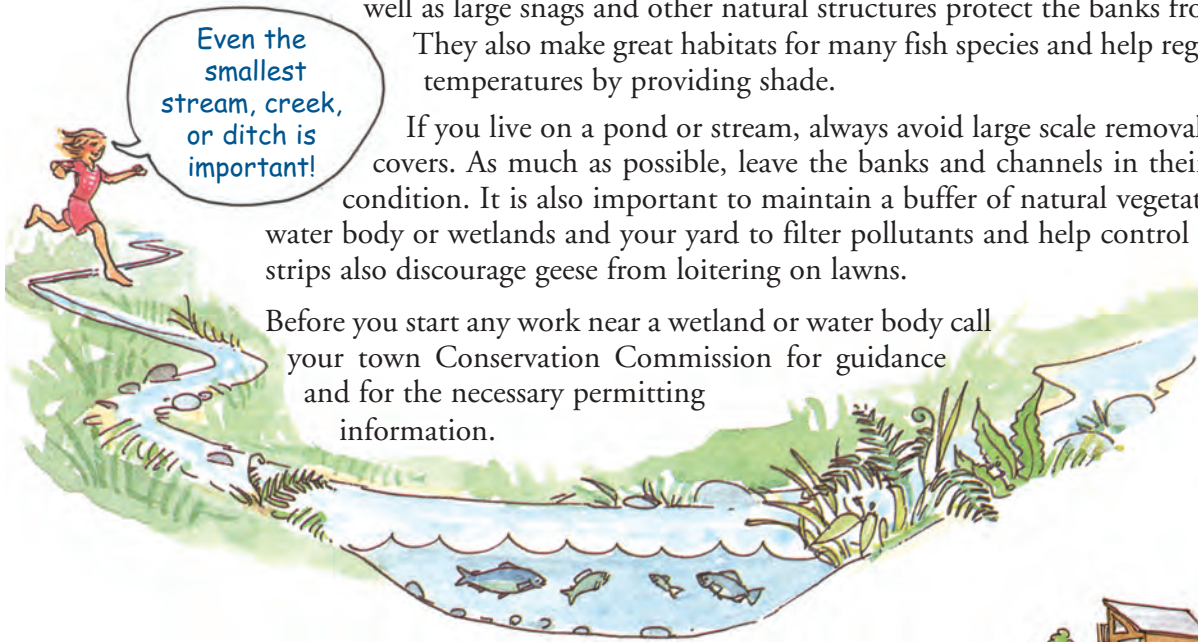 well as large snags and other natural structures protect the banks
They also make great habitats for many fish species and help
temperatures by providing shade.
Even the
smallest
stream, creek,
or ditch is
important!
If you live on a pond or stream, always avoid large scale removal
covers. As much as possible, leave the banks and channels in their
condition. It is also important to maintain a buffer of natural
water body or wetlands and your yard to filter pollutants and help control
strips also discourage geese from loitering on lawns.
Before you start any work near a wetland or water body call
your town Conservation Commission for guidance
and for the necessary permitting
information.